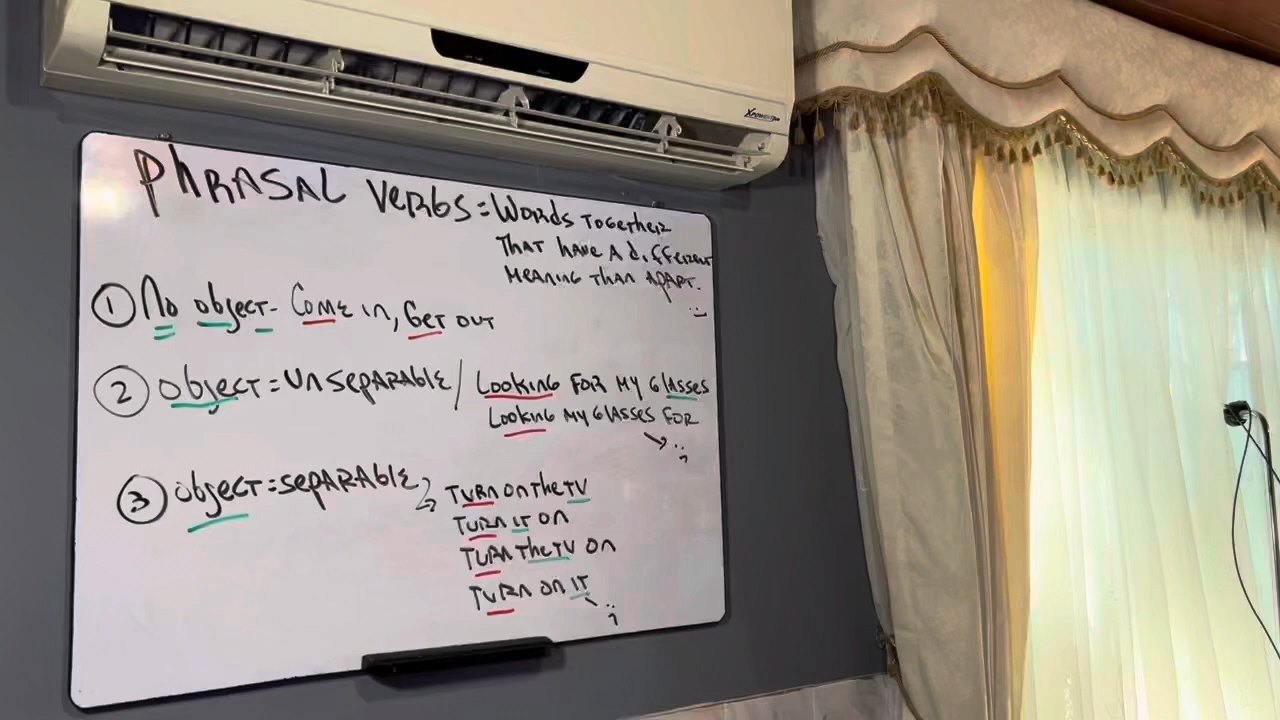 PHRASAL VERBS = WORDS TOGETHER
THAT HAVE A DIFFERENT
MEANING THAN APART.
① No object - Come in, Get out
② object = UNSEPARABLE / LOOKING FOR MY GLASSES
LOOKING MY GLASSES FOR
③ object = SEPARABLE → TURN ON THE TV
TURN IT ON
TURN THE TV ON
TURN ON IT